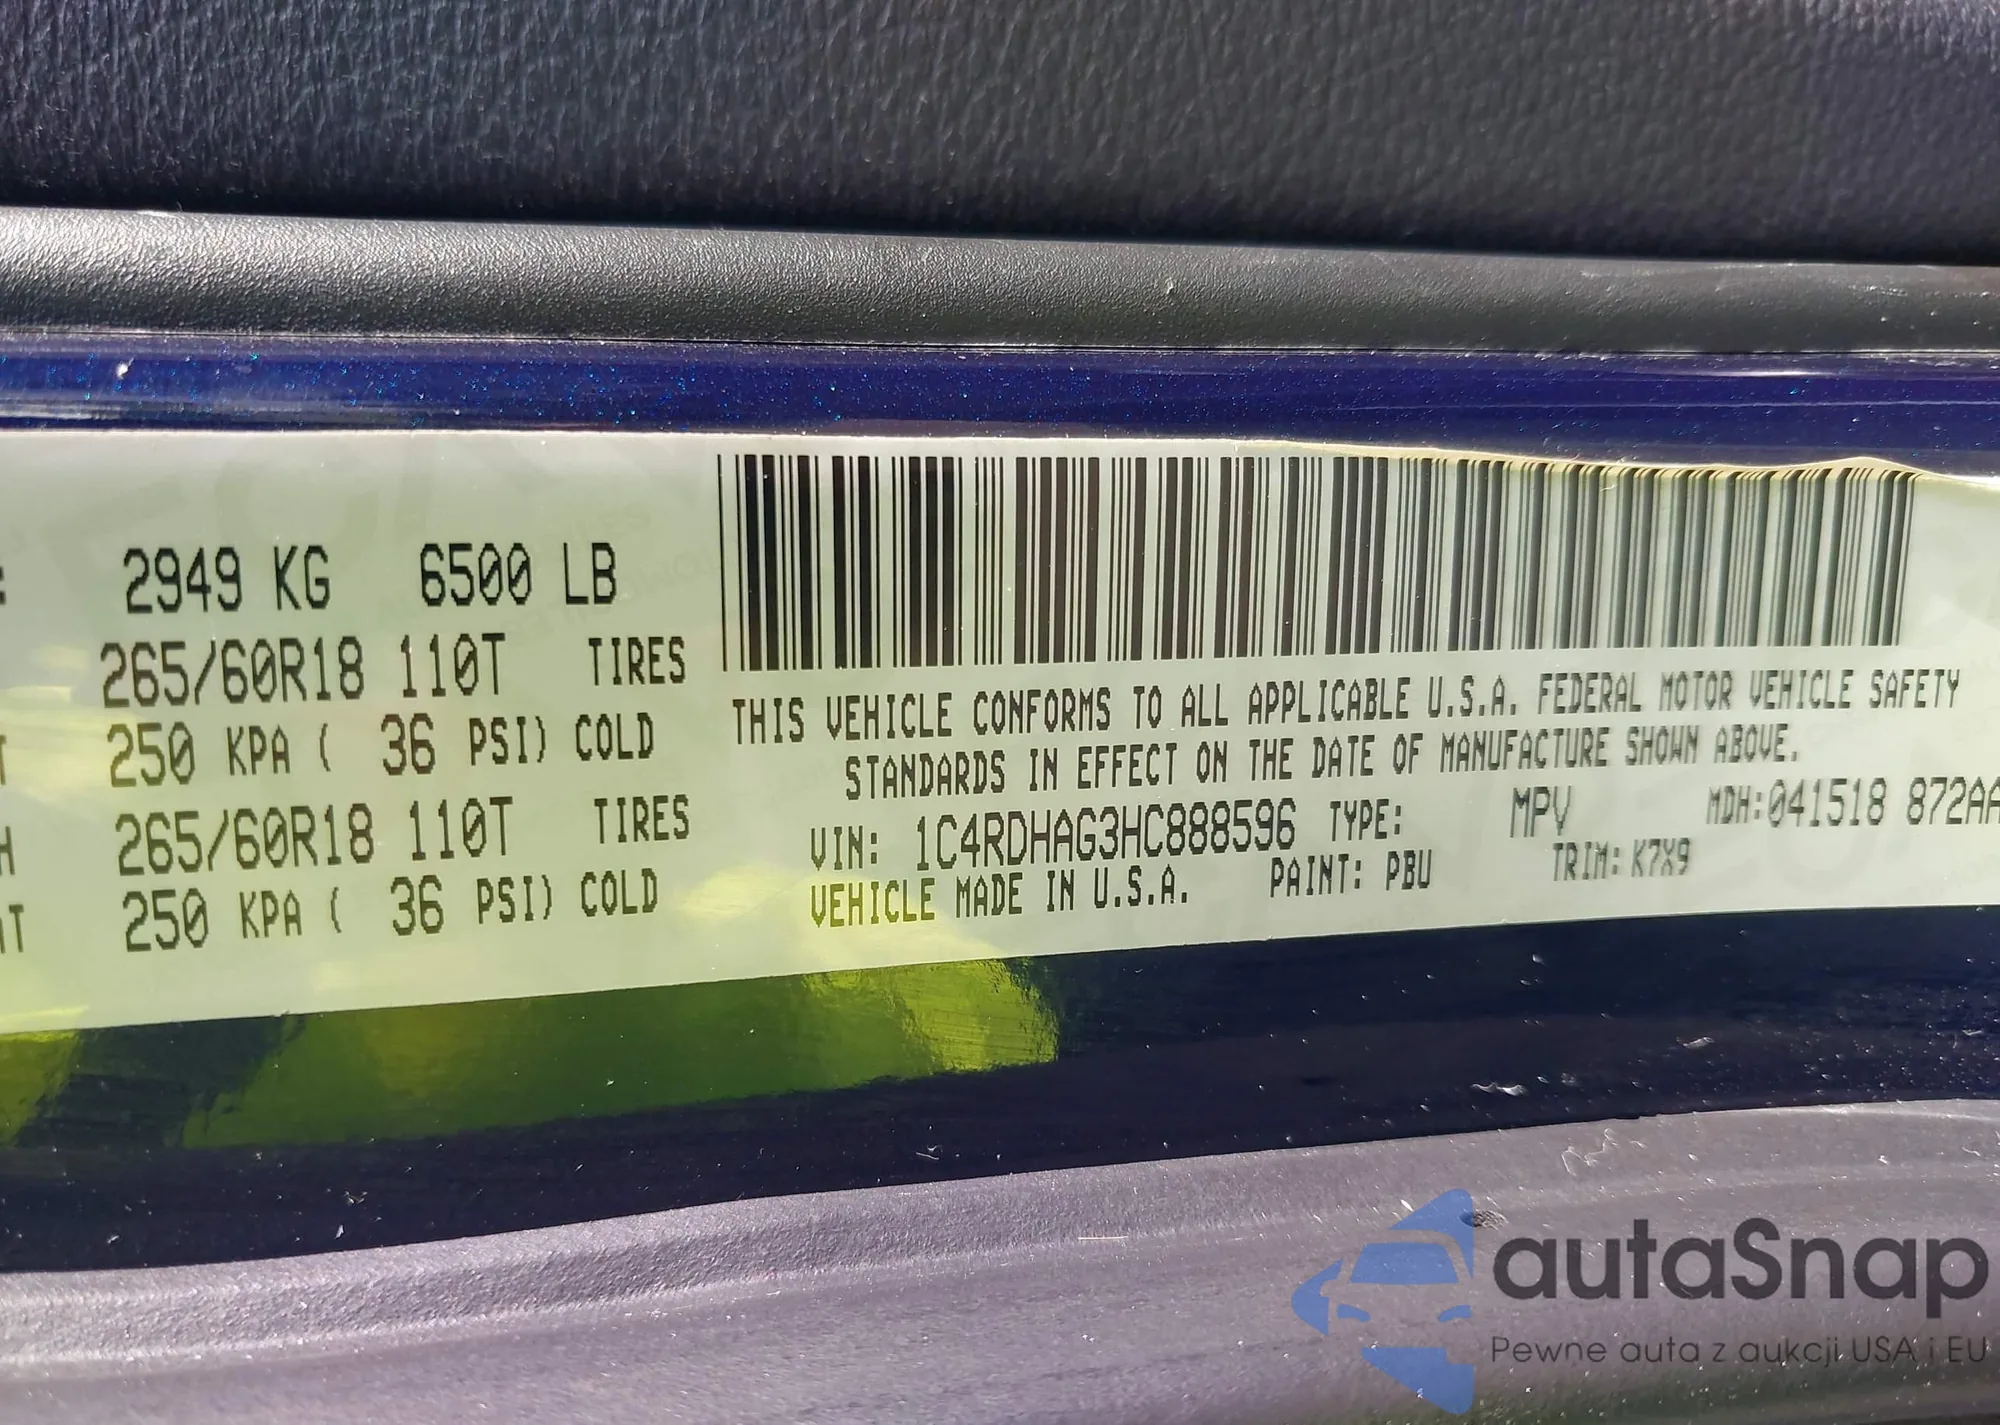 : 2949 KG 6500 LB
265/60R18 110T TIRES
T 250 KPA ( 36 PSI) COLD
H 265/60R18 110T TIRES
NT 250 KPA ( 36 PSI) COLD
THIS VEHICLE CONFORMS TO ALL APPLICABLE U.S.A. FEDERAL MOTOR VEHICLE SAFETY
STANDARDS IN EFFECT ON THE DATE OF MANUFACTURE SHOWN ABOVE.
VIN: 1C4RDHAG3HC888596 TYPE: MPV MDH:041518 872AA
VEHICLE MADE IN U.S.A. PAINT: PBU TRIM: K7X9
autaSnap
Pewne auta z aukcji USA i EU